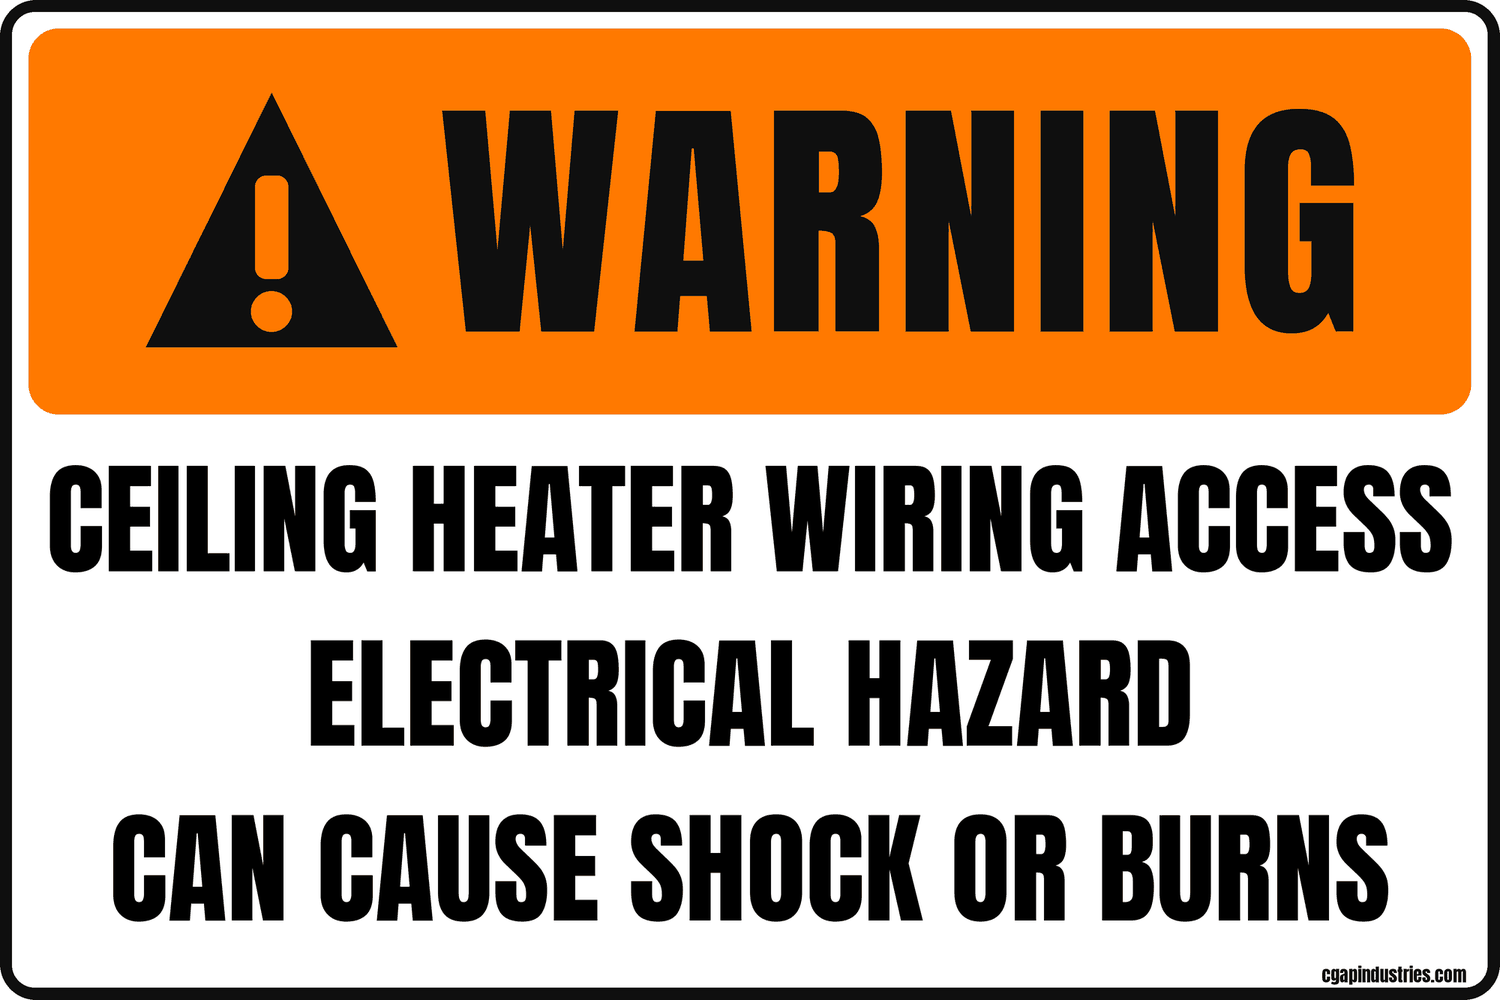 WARNING
CEILING HEATER WIRING ACCESS
ELECTRICAL HAZARD
CAN CAUSE SHOCK OR BURNS
cgapindustries.com